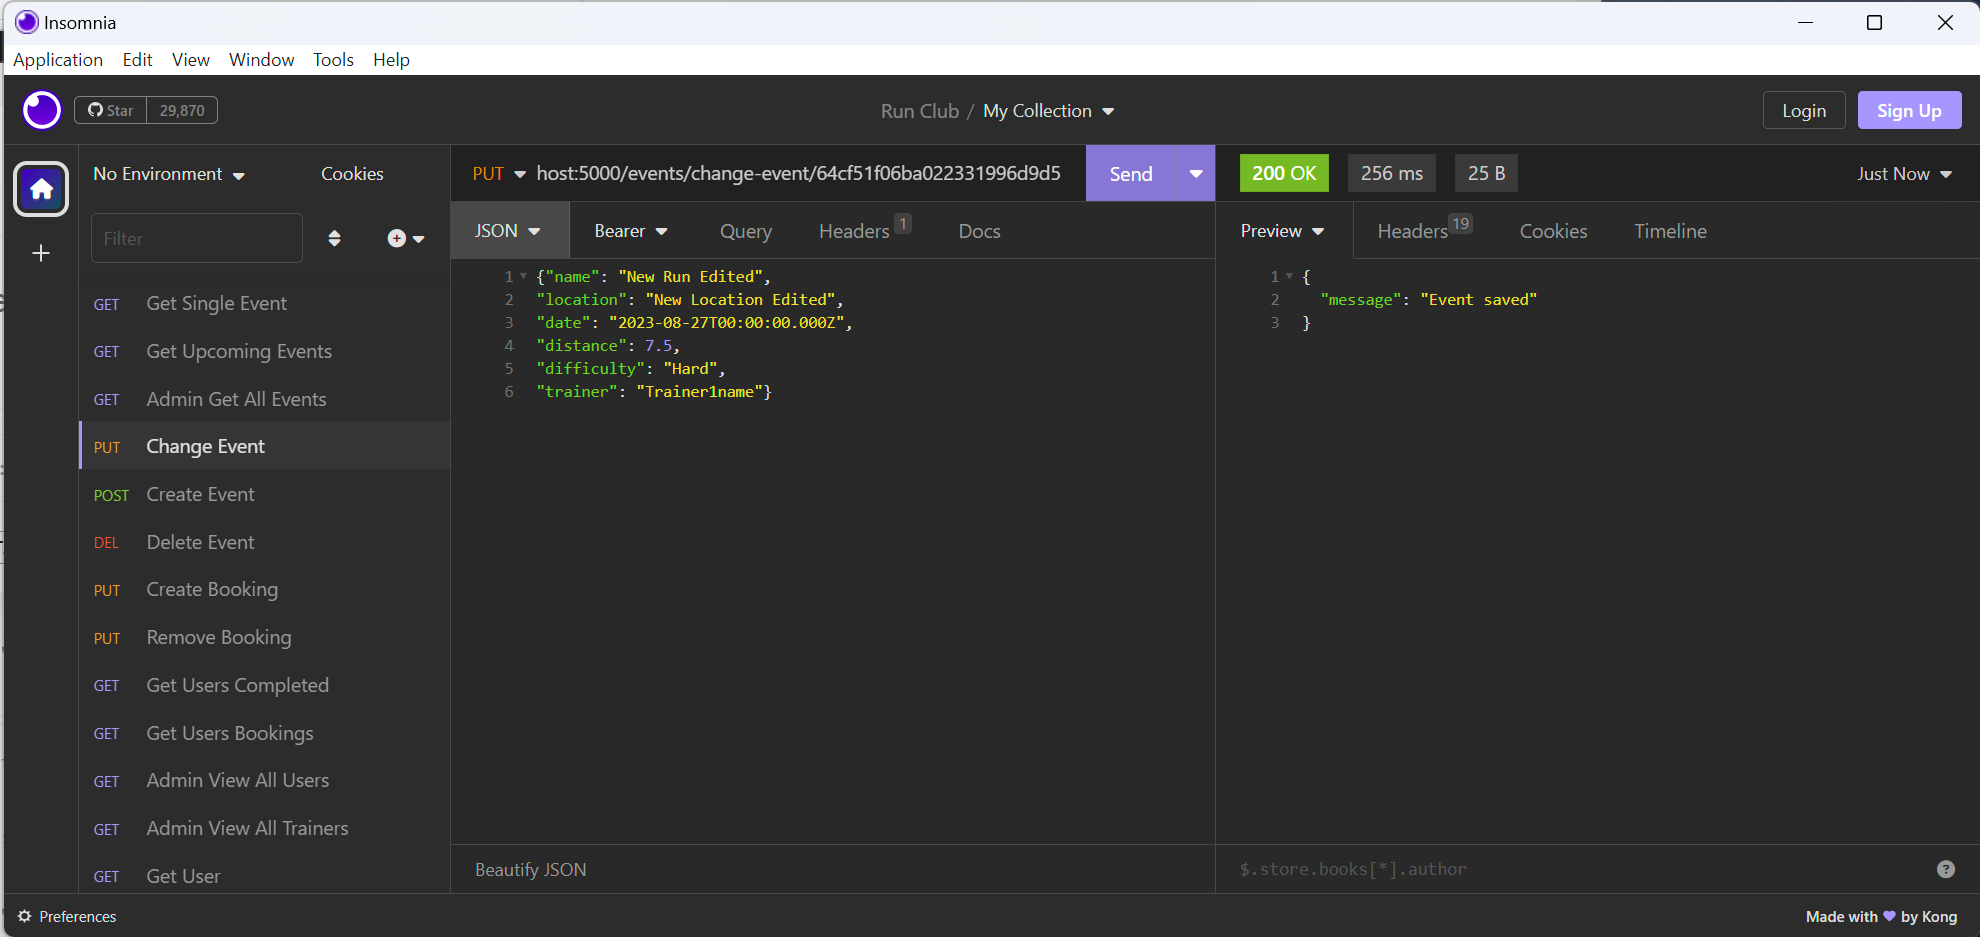 Insomnia
Application Edit View Window Tools Help
Star 29,870
Run Club / My Collection
Login Sign Up
No Environment Cookies
Filter
GET Get Single Event
GET Get Upcoming Events
GET Admin Get All Events
PUT Change Event
POST Create Event
DEL Delete Event
PUT Create Booking
PUT Remove Booking
GET Get Users Completed
GET Get Users Bookings
GET Admin View All Users
GET Admin View All Trainers
GET Get User
PUT host:5000/events/change-event/64cf51f06ba022331996d9d5 Send
JSON Bearer Query Headers 1 Docs
1 {"name": "New Run Edited",
2 "location": "New Location Edited",
3 "date": "2023-08-27T00:00:00.000Z",
4 "distance": 7.5,
5 "difficulty": "Hard",
6 "trainer": "Trainer1name"}
Beautify JSON
200 OK 256 ms 25 B Just Now
Preview Headers 19 Cookies Timeline
1 {
2 "message": "Event saved"
3 }
$.store.books[*].author ?
Preferences
Made with by Kong